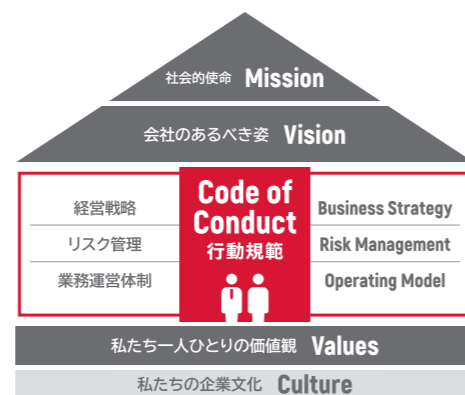 社会的使命 Mission
会社のあるべき姿 Vision
Code of
Conduct
行動規範
経営戦略
リスク管理
業務運営体制
Business Strategy
Risk Management
Operating Model
私たち一人ひとりの価値観 Values
私たちの企業文化 Culture